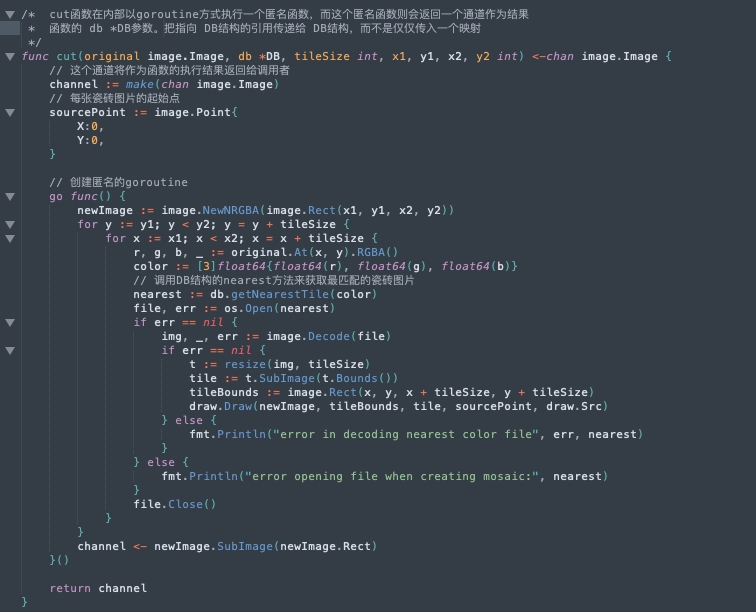 /*  cut函数在内部以goroutine方式执行一个匿名函数，而这个匿名函数则会返回一个通道作为结果
 *  函数的 db *DB参数。把指向 DB结构的引用传递给 DB结构，而不是仅仅传入一个映射
 */
func cut(original image.Image, db *DB, tileSize int, x1, y1, x2, y2 int) <-chan image.Image {
    // 这个通道将作为函数的执行结果返回给调用者
    channel := make(chan image.Image)
    // 每张瓷砖图片的起始点
    sourcePoint := image.Point{
        X:0,
        Y:0,
    }

    // 创建匿名的goroutine
    go func() {
        newImage := image.NewNRGBA(image.Rect(x1, y1, x2, y2))
        for y := y1; y < y2; y = y + tileSize {
            for x := x1; x < x2; x = x + tileSize {
                r, g, b, _ := original.At(x, y).RGBA()
                color := [3]float64{float64(r), float64(g), float64(b)}
                // 调用DB结构的nearest方法来获取最匹配的瓷砖图片
                nearest := db.getNearestTile(color)
                file, err := os.Open(nearest)
                if err == nil {
                    img, _, err := image.Decode(file)
                    if err == nil {
                        t := resize(img, tileSize)
                        tile := t.SubImage(t.Bounds())
                        tileBounds := image.Rect(x, y, x + tileSize, y + tileSize)
                        draw.Draw(newImage, tileBounds, tile, sourcePoint, draw.Src)
                    } else {
                        fmt.Println("error in decoding nearest color file", err, nearest)
                    }
                } else {
                    fmt.Println("error opening file when creating mosaic:", nearest)
                }
                file.Close()
            }
        }
        channel <- newImage.SubImage(newImage.Rect)
    }()

    return channel
}